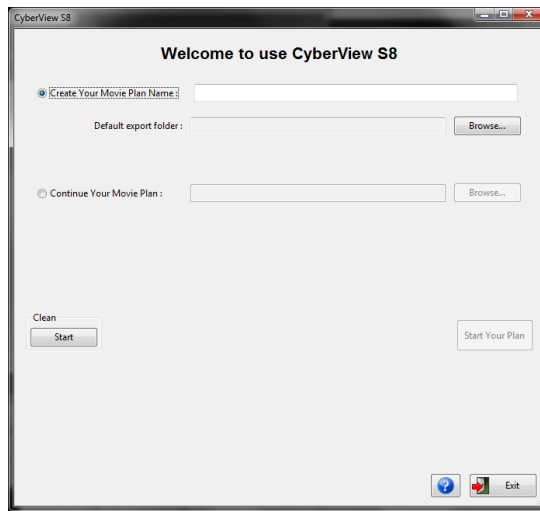 CyberView S8
Welcome to use CyberView S8
Create Your Movie Plan Name :
Default export folder :
Browse...
Continue Your Movie Plan :
Browse...
Clean
Start
Start Your Plan
?
Exit